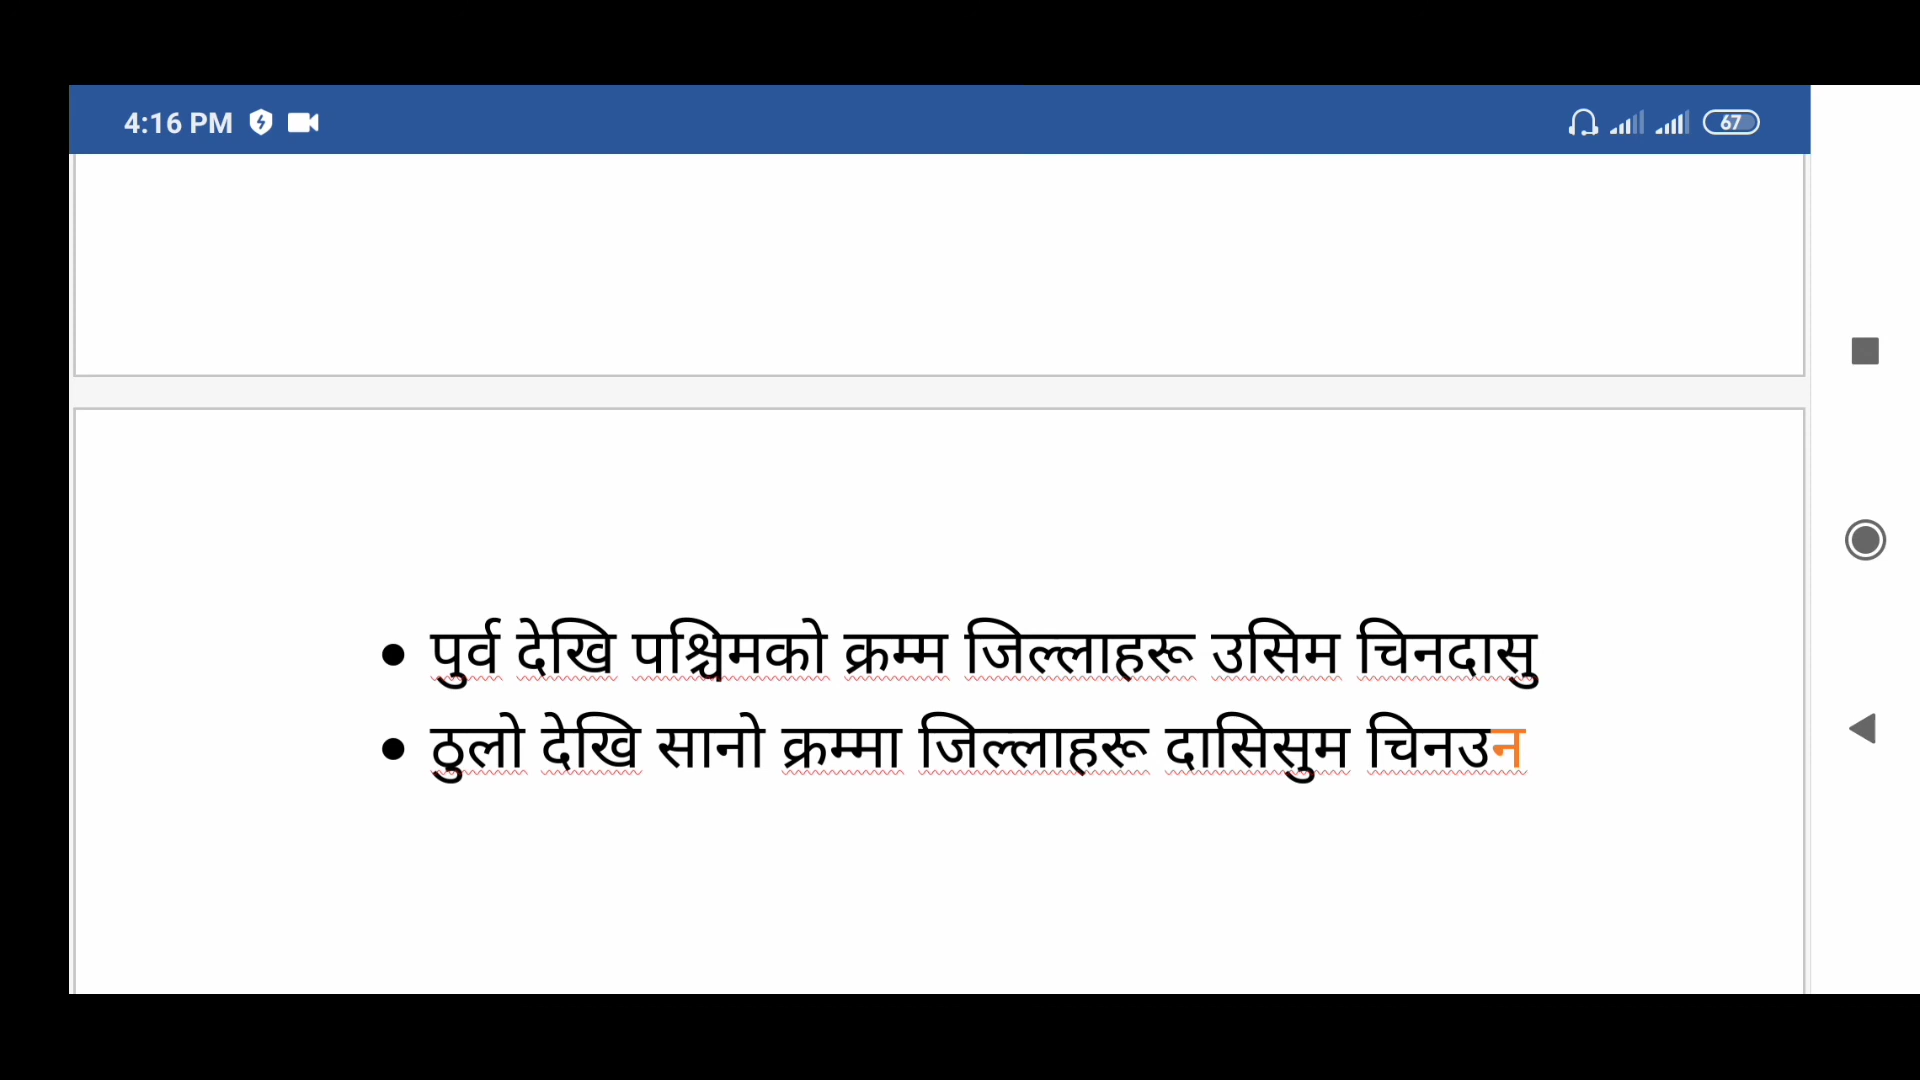 4:16 PM
67
पुर्व देखि पश्चिमको क्रम्म जिल्लाहरू उसिम चिनदासु
ठुलो देखि सानो क्रम्मा जिल्लाहरू दासिसुम चिनउन